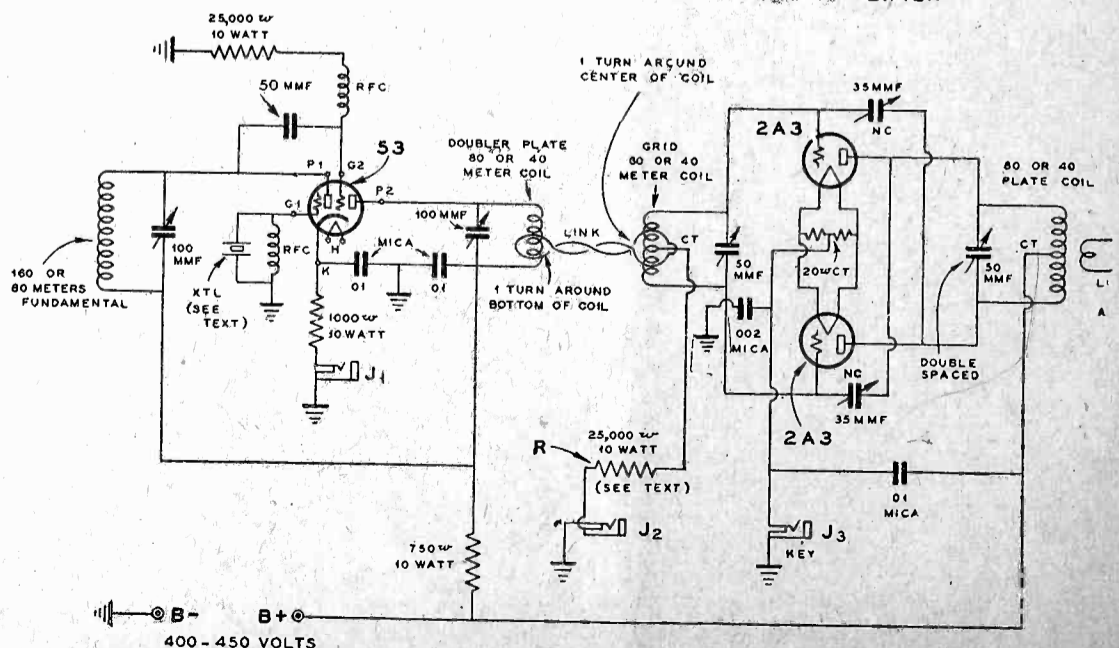 25,000 ω
10 WATT
RFC
50 MMF
53
P1
G2
G1
P2
H
K
RFC
100
MMF
160 OR
80 METERS
FUNDAMENTAL
XTL
(SEE
TEXT)
MICA
01
01
1000 ω
10 WATT
J1
DOUBLER PLATE
80 OR 40
METER COIL
100 MMF
LINK
1 TURN AROUND
BOTTOM OF COIL
1 TURN AROUND
CENTER OF COIL
GRID
80 OR 40
METER COIL
CT
50
MMF
002
MICA
35 MMF
NC
2A3
20 ω CT
2A3
NC
35 MMF
80 OR 40
PLATE COIL
CT
50
MMF
DOUBLE
SPACED
R
25,000 ω
10 WATT
(SEE TEXT)
J2
J3
KEY
01
MICA
750 ω
10 WATT
B-
B+
400-450 VOLTS
A